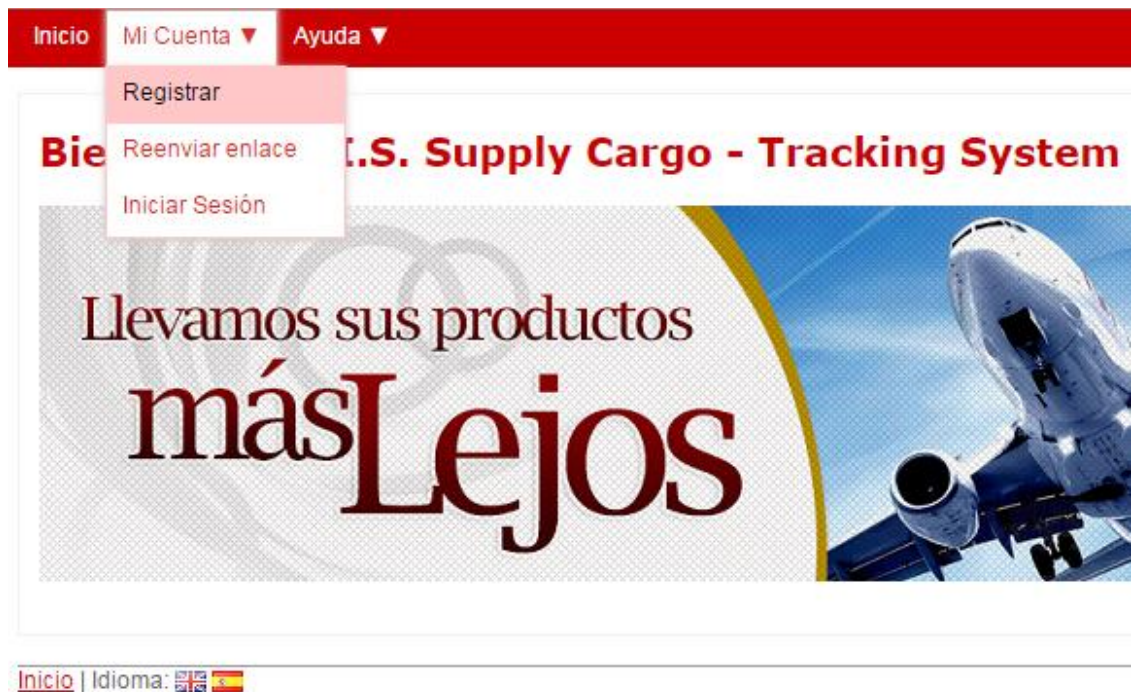 Inicio Mi Cuenta ▼ Ayuda ▼
Registrar
Reenviar enlace
Iniciar Sesión
.S. Supply Cargo - Tracking System
Llevamos sus productos
más Lejos
Inicio | Idioma: